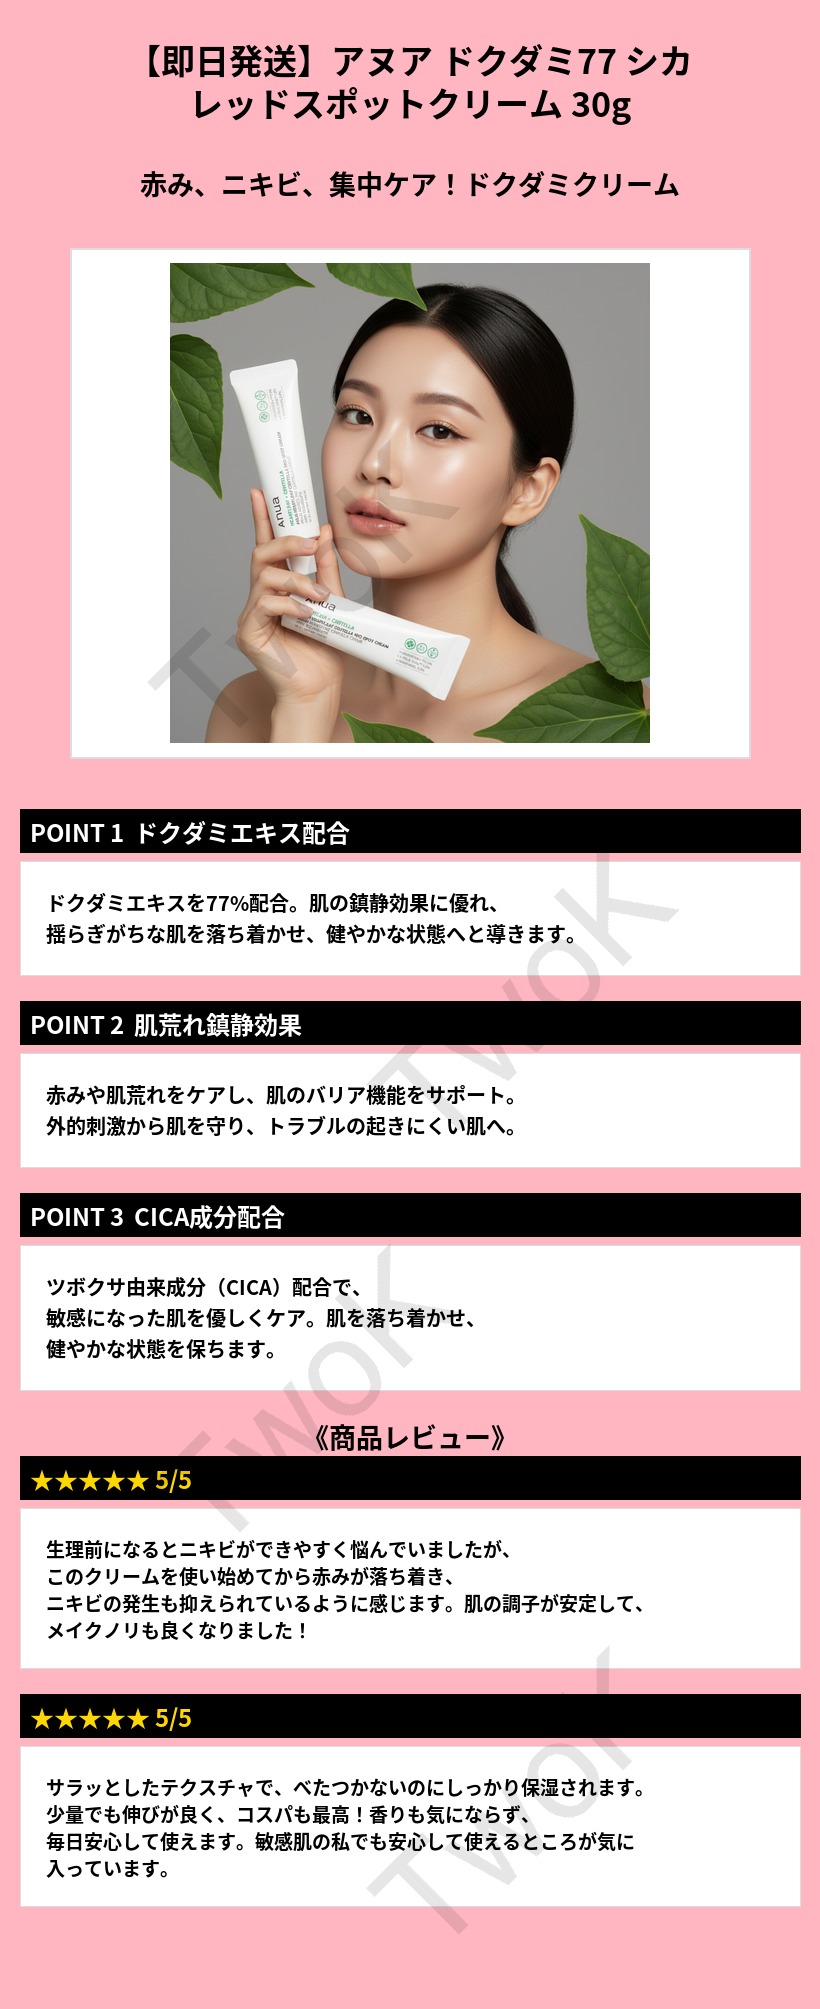 【即日発送】アヌア ドクダミ77 シカ
レッドスポットクリーム 30g
赤み、ニキビ、集中ケア！ドクダミクリーム
Anua
HEARTLEAF + CENTELLA
Anua
TwoK
POINT 1 ドクダミエキス配合
ドクダミエキスを77%配合。肌の鎮静効果に優れ、
揺らぎがちな肌を落ち着かせ、健やかな状態へと導きます。
TwoK
POINT 2 肌荒れ鎮静効果
赤みや肌荒れをケアし、肌のバリア機能をサポート。
外的刺激から肌を守り、トラブルの起きにくい肌へ。
POINT 3 CICA成分配合
ツボクサ由来成分（CICA）配合で、
敏感になった肌を優しくケア。肌を落ち着かせ、
健やかな状態を保ちます。
TwoK
《商品レビュー》
★★★★★ 5/5
生理前になるとニキビができやすく悩んでいましたが、
このクリームを使い始めてから赤みが落ち着き、
ニキビの発生も抑えられているように感じます。肌の調子が安定して、
メイクノリも良くなりました！
★★★★★ 5/5
サラッとしたテクスチャで、べたつかないのにしっかり保湿されます。
少量でも伸びが良く、コスパも最高！香りも気にならず、
毎日安心して使えます。敏感肌の私でも安心して使えるところが気に
入っています。
TwoK